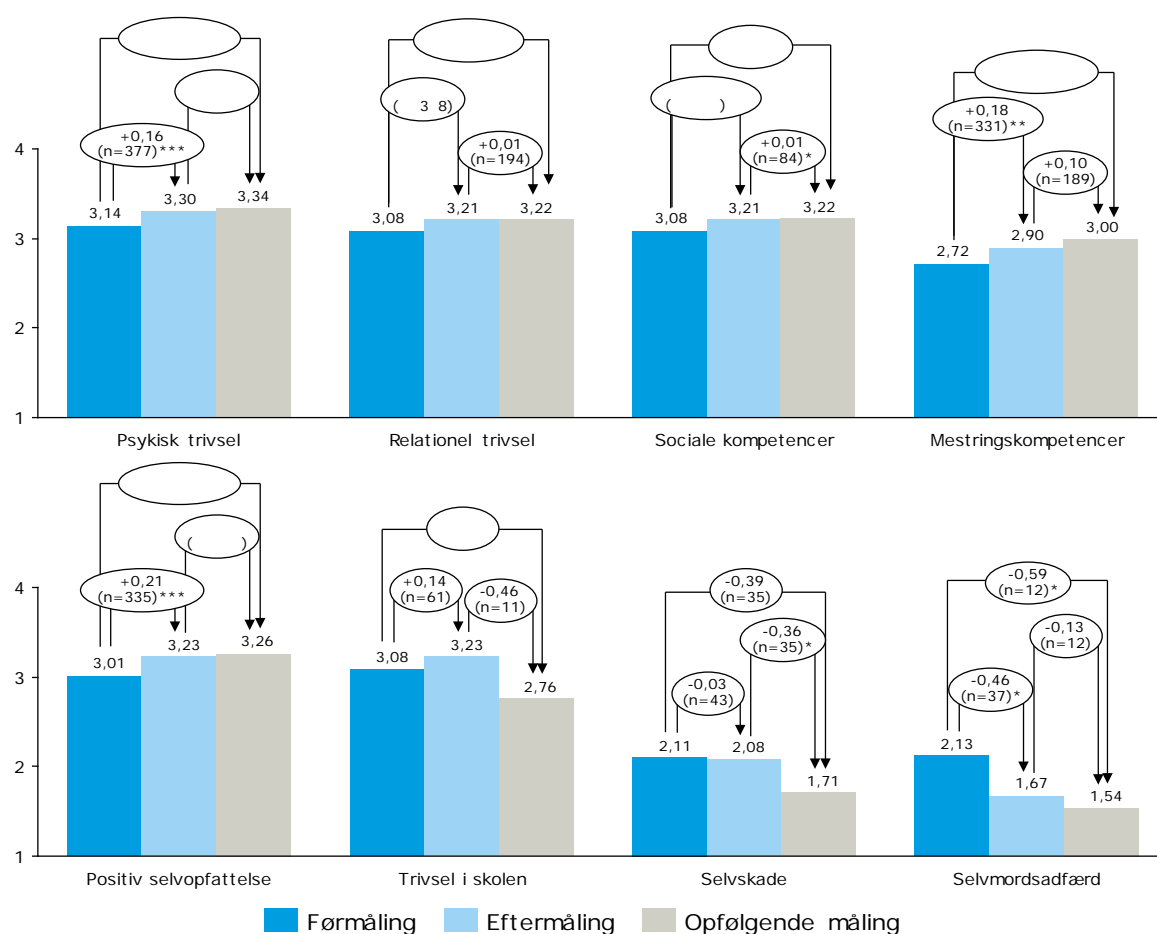 +0,16
(n=377)***
3,14
3,30
3,34
+0,01
(n=194)
3,08
3,21
3,22
+0,01
(n=84)*
3,08
3,21
3,22
+0,18
(n=331)**
+0,10
(n=189)
2,72
2,90
3,00
4
3
2
1
Psykisk trivsel
Relationel trivsel
Sociale kompetencer
Mestringskompetencer
+0,21
(n=335)***
3,01
3,23
3,26
+0,14
(n=61)
-0,46
(n=11)
3,08
3,23
2,76
-0,39
(n=35)
-0,36
(n=35)*
-0,03
(n=43)
2,11
2,08
1,71
-0,59
(n=12)*
-0,13
(n=12)
-0,46
(n=37)*
2,13
1,67
1,54
4
3
2
1
Positiv selvopfattelse
Trivsel i skolen
Selvskade
Selvmordsadfærd
Førmåling
Eftermåling
Opfølgende måling